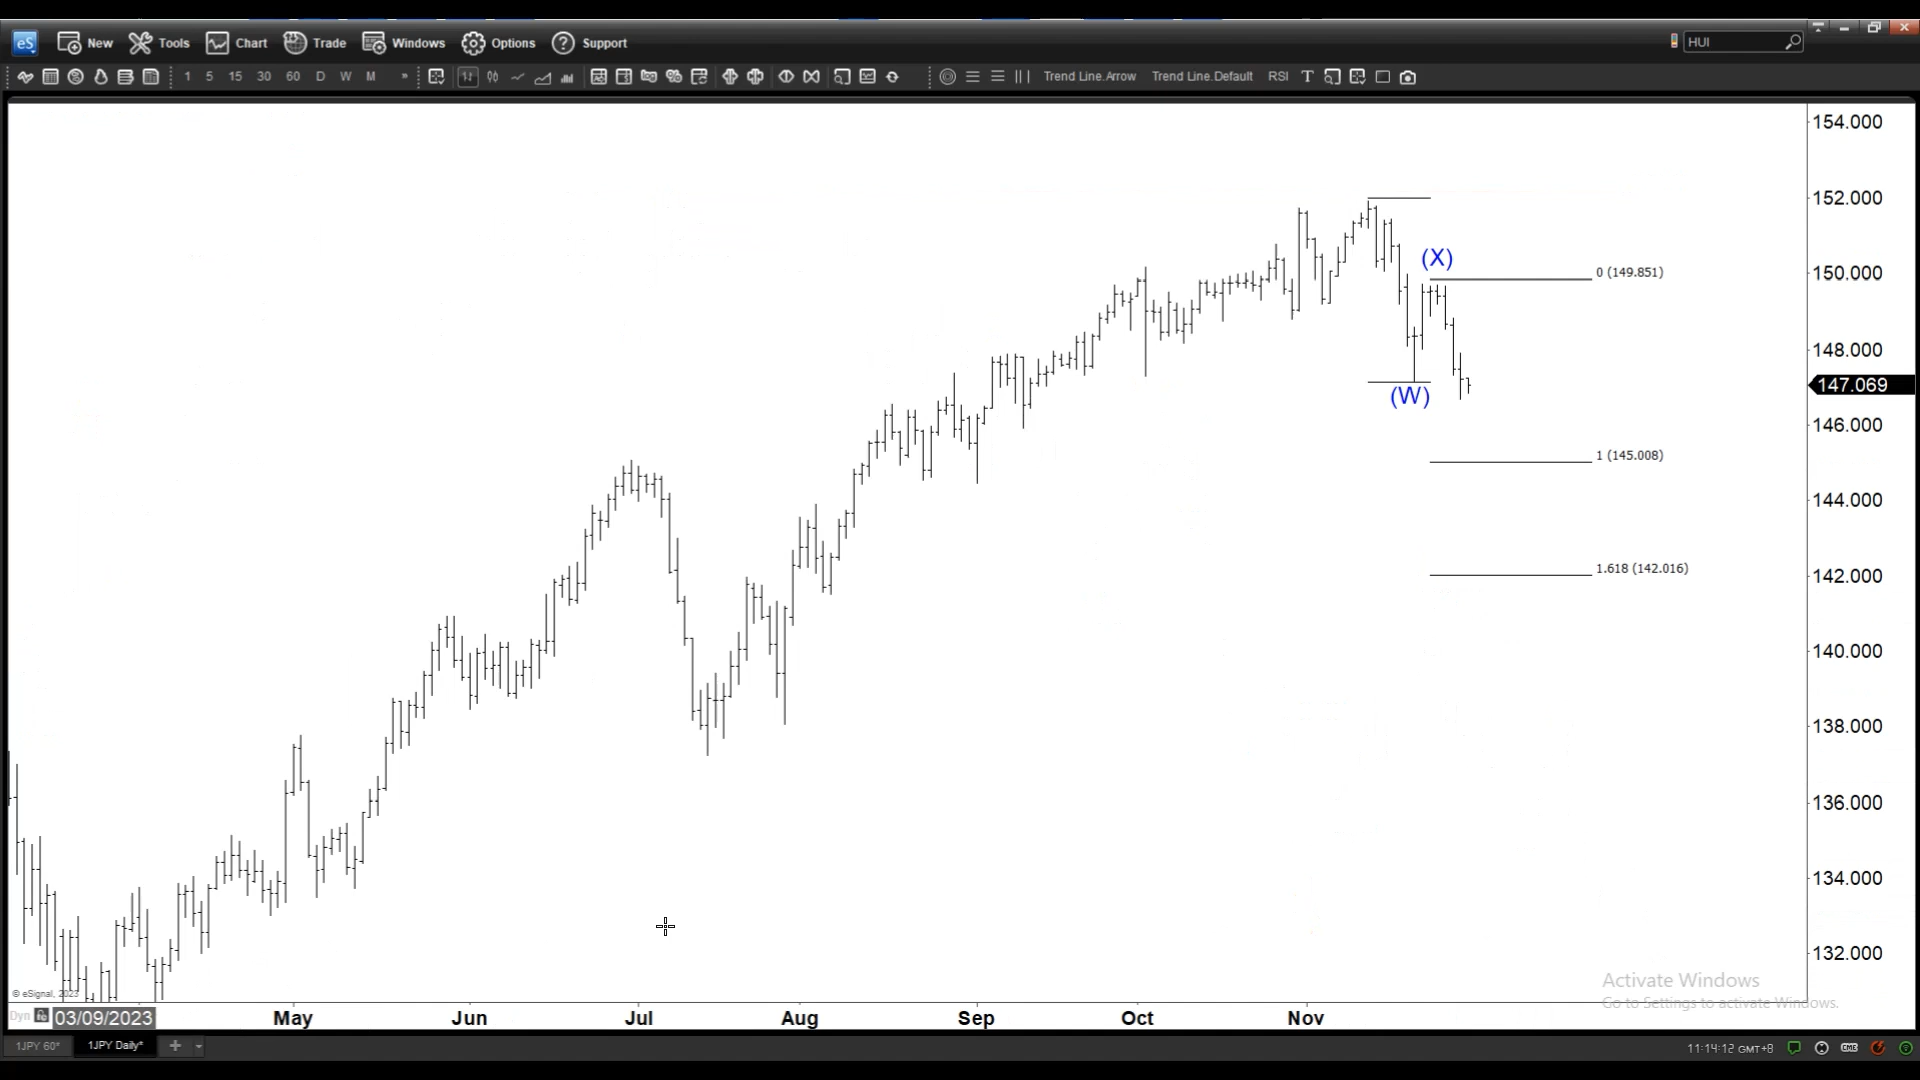 eS New Tools Chart Trade Windows Options Support HUI
1 5 15 30 60 D W M » Trend Line.Arrow Trend Line.Default RSI T
154.000
152.000
(X)
0 (149.851)
150.000
148.000
147.069
(W)
146.000
1 (145.008)
144.000
1.618 (142.016)
142.000
140.000
138.000
136.000
134.000
132.000
Activate Windows
Go to Settings to activate Windows.
© eSignal, 2023
Dyn 03/09/2023 May Jun Jul Aug Sep Oct Nov
1JPY 60* 1JPY Daily* + 11:14:12 GMT+8 CME